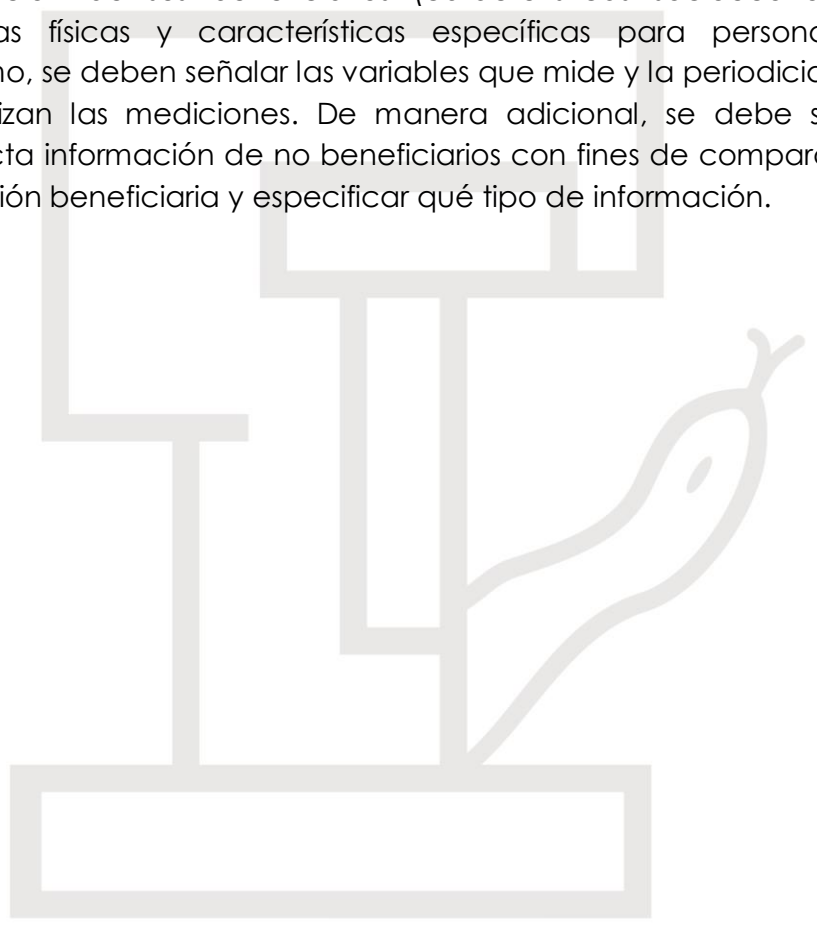 as físicas y características específicas para persona
no, se deben señalar las variables que mide y la periodicid
izan las mediciones. De manera adicional, se debe s
cta información de no beneficiarios con fines de compara
ión beneficiaria y especificar qué tipo de información.